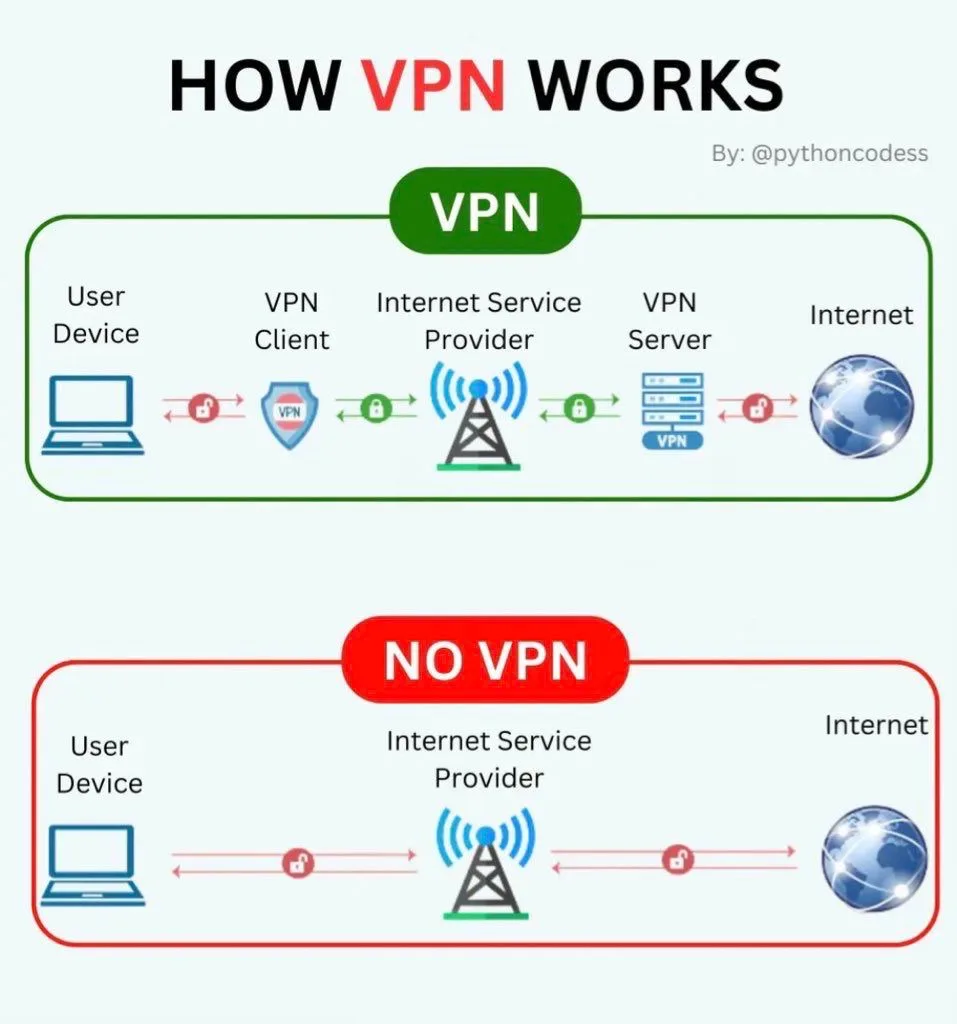 HOW VPN WORKS
By: @pythoncodess
VPN
User
Device
VPN
Client
Internet Service
Provider
VPN
Server
Internet
VPN
VPN
NO VPN
User
Device
Internet Service
Provider
Internet